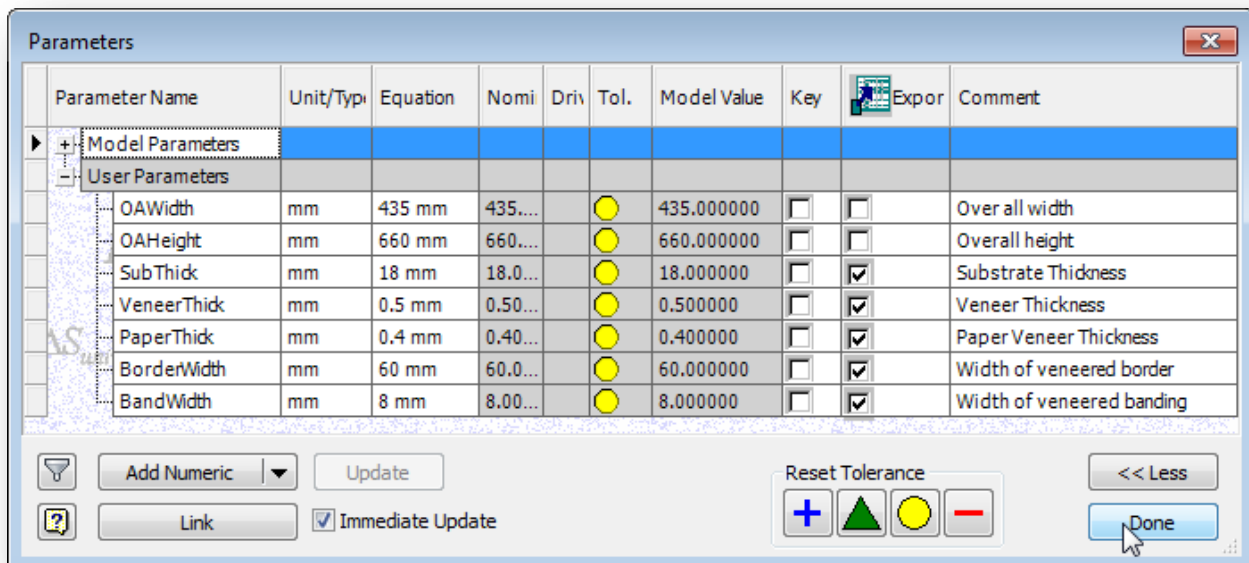 Parameters
Parameter Name Unit/Typ Equation Nomi Driv Tol. Model Value Key Expor Comment
Model Parameters
User Parameters
OAWidth mm 435 mm 435.... 435.000000 Over all width
OAHeight mm 660 mm 660.... 660.000000 Overall height
SubThick mm 18 mm 18.0... 18.000000 Substrate Thickness
VeneerThick mm 0.5 mm 0.50... 0.500000 Veneer Thickness
PaperThick mm 0.4 mm 0.40... 0.400000 Paper Veneer Thickness
BorderWidth mm 60 mm 60.0... 60.000000 Width of veneered border
BandWidth mm 8 mm 8.00... 8.000000 Width of veneered banding
Add Numeric Update Reset Tolerance << Less
Link Immediate Update Done